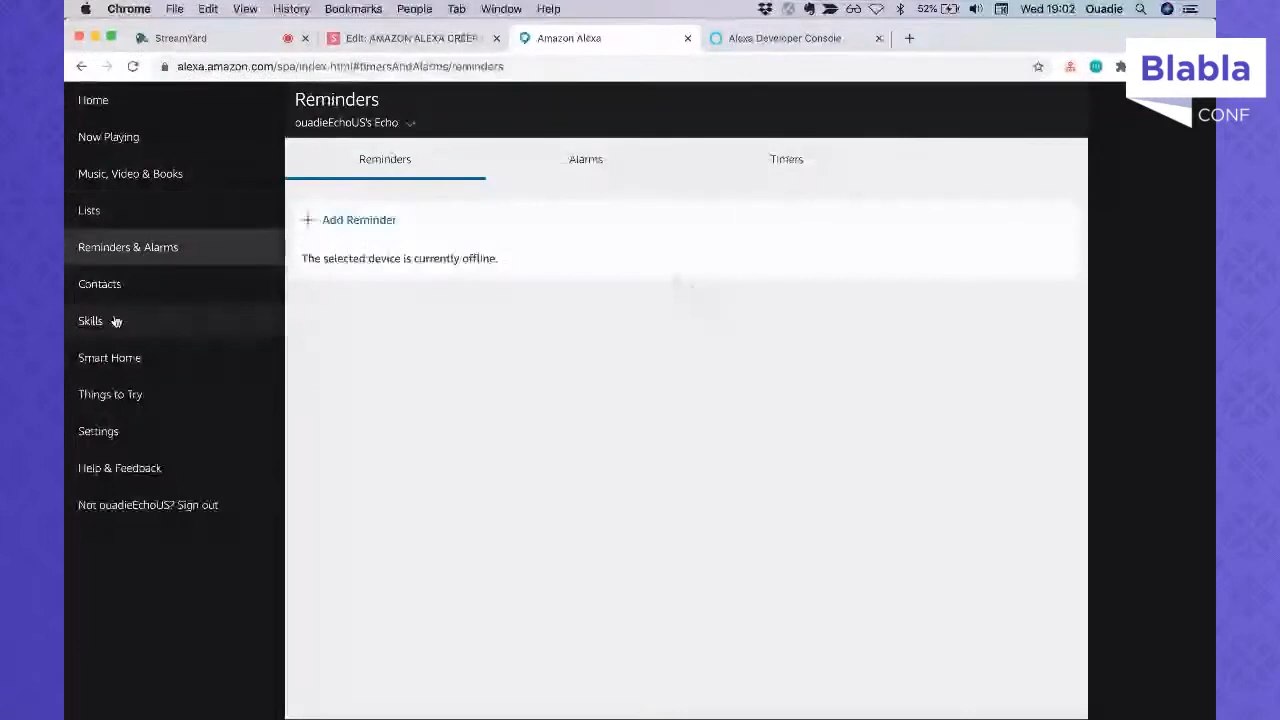 Chrome File Edit View History Bookmarks People Tab Window Help 52% Wed 19:02 Ouadie
StreamYard Edit: AMAZON ALEXA Amazon Alexa Alexa Developer Console
alexa.amazon.com/spa/index.html#timersAndAlarms/reminders
Blabla
CONF
Home
Now Playing
Music, Video & Books
Lists
Reminders & Alarms
Contacts
Skills
Smart Home
Things to Try
Settings
Help & Feedback
Not ouadieEchoUS? Sign out
Reminders
ouadieEchoUS's Echo
Reminders Alarms Timers
Add Reminder
The selected device is currently offline.